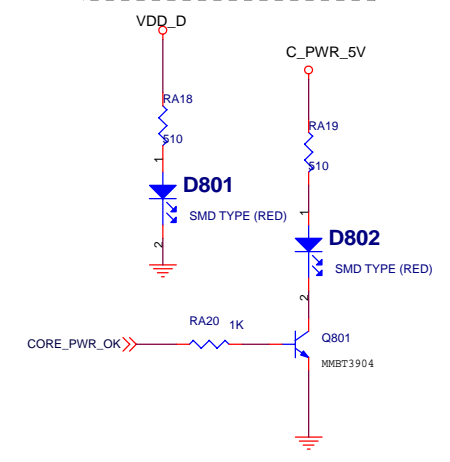 VDD_D
C_PWR_5V
RA18
510
1
D801
SMD TYPE (RED)
2
RA19
510
1
D802
SMD TYPE (RED)
2
RA20 1K
CORE_PWR_OK
Q801
MMBT3904